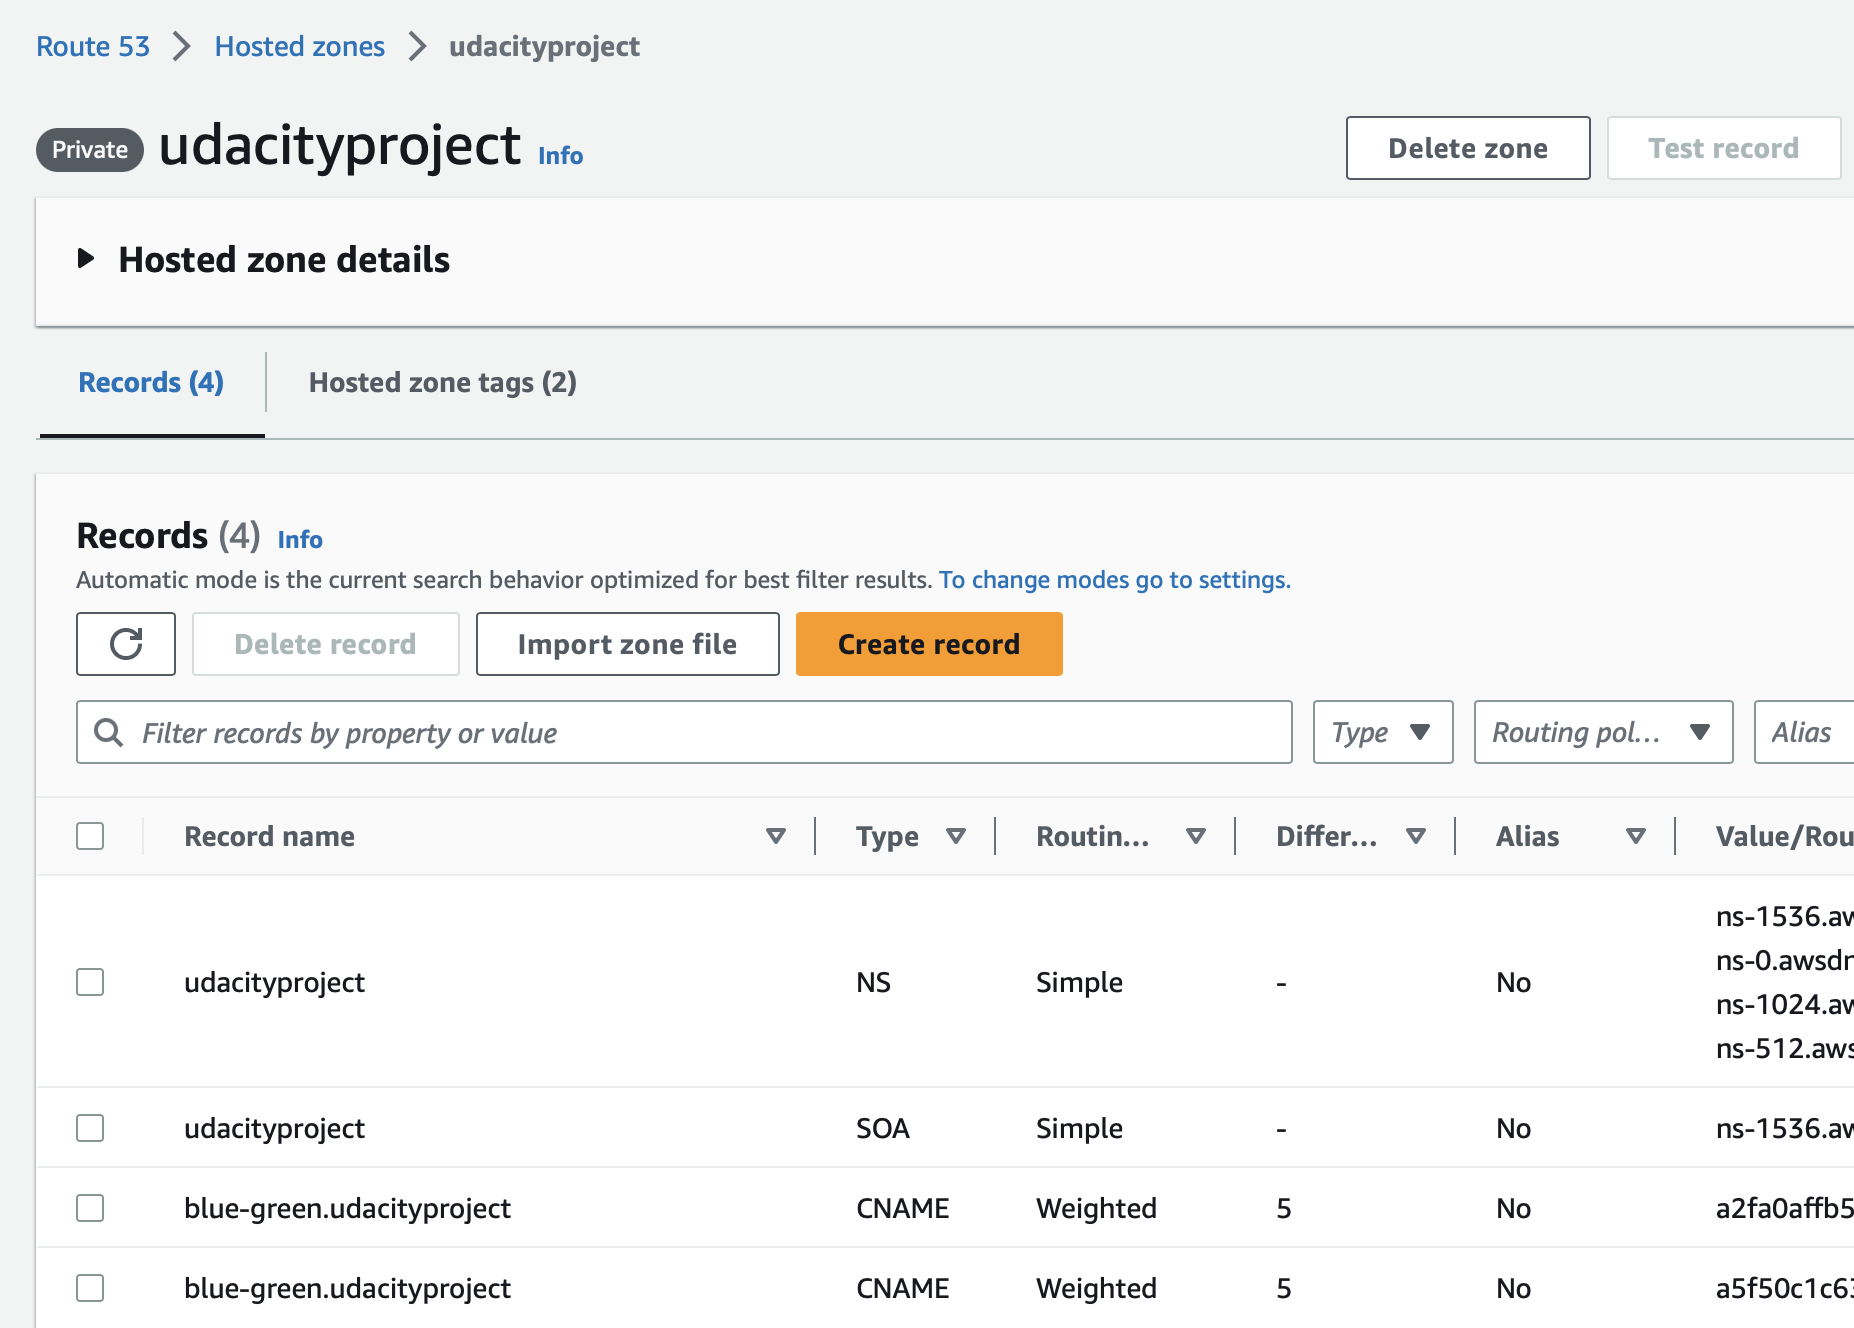 Route 53 > Hosted zones > udacityproject
Private udacityproject Info
Delete zone Test record
Hosted zone details
Records (4) Hosted zone tags (2)
Records (4) Info
Automatic mode is the current search behavior optimized for best filter results. To change modes go to settings.
Delete record Import zone file Create record
Filter records by property or value Type Routing pol... Alias
Record name Type Routin... Differ... Alias Value/Rou
ns-1536.aw
ns-0.awsdn
udacityproject NS Simple - No
ns-1024.aw
ns-512.aws
udacityproject SOA Simple - No ns-1536.aw
blue-green.udacityproject CNAME Weighted 5 No a2fa0affb5
blue-green.udacityproject CNAME Weighted 5 No a5f50c1c63